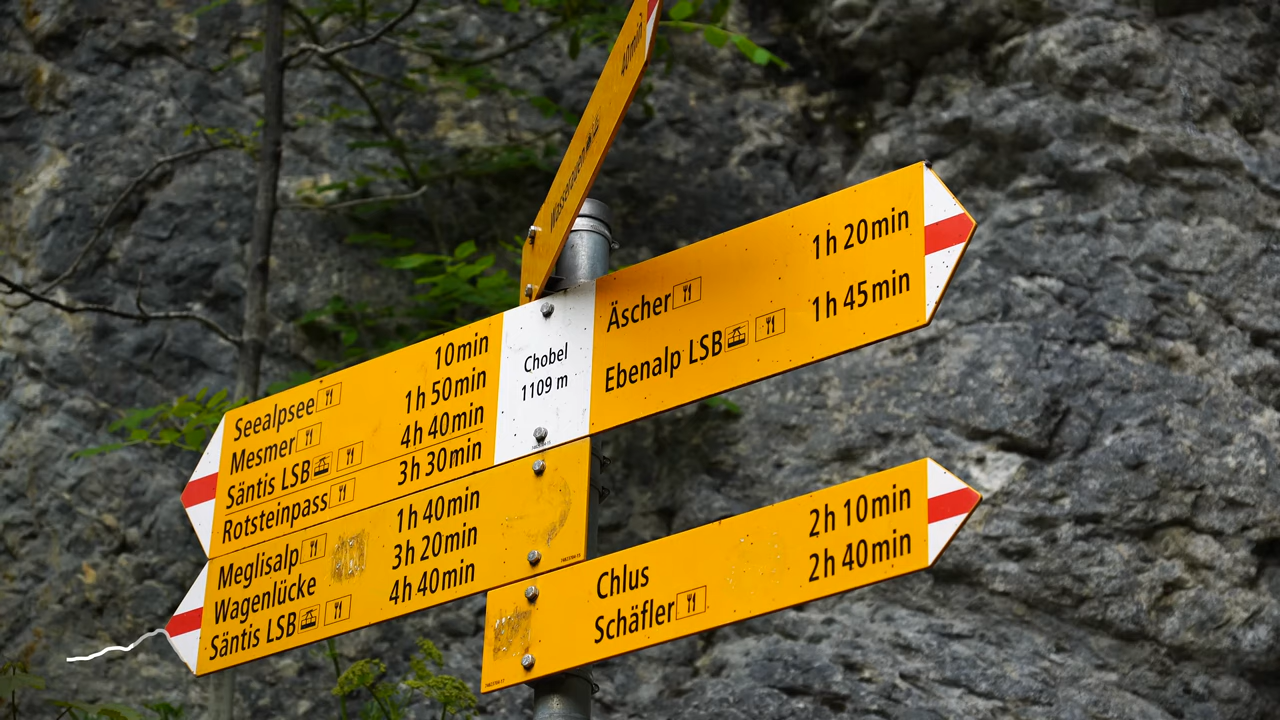 40min
Wasserauen
Äscher 1h 20min
Ebenalp LSB 1h 45min
Chobel
1109 m
Seealpsee 10min
Mesmer 1h 50min
Säntis LSB 4h 40min
Rotsteinpass 3h 30min
Meglisalp 1h 40min
Wagenlücke 3h 20min
Säntis LSB 4h 40min
Chlus 2h 10min
Schäfler 2h 40min